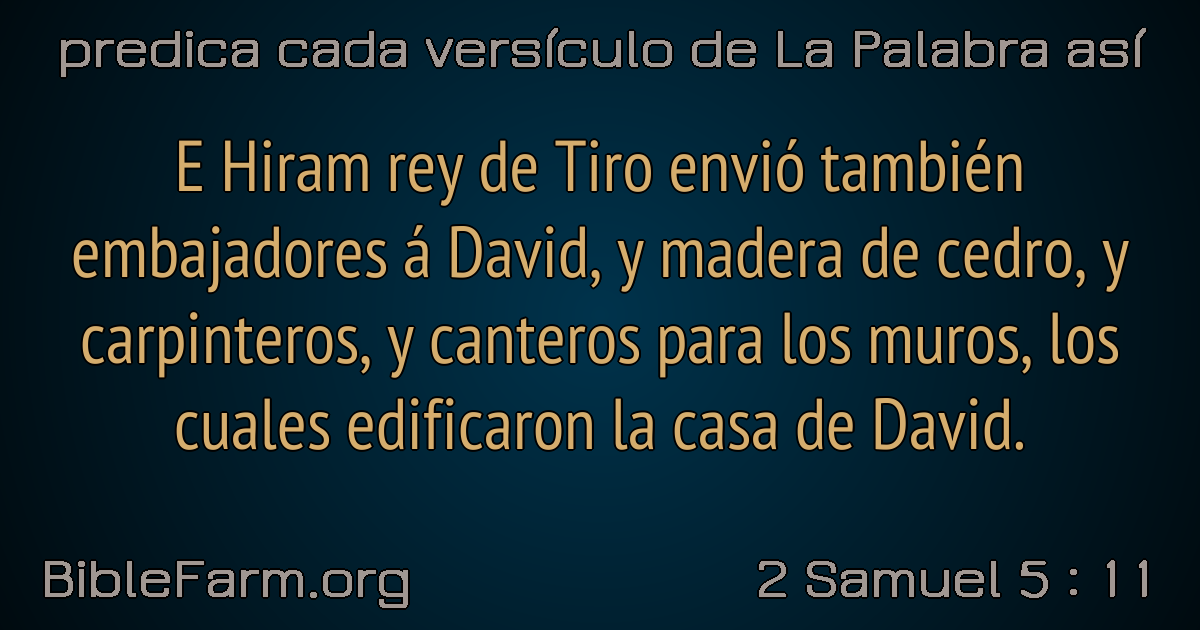 predica cada versículo de La Palabra así
E Hiram rey de Tiro envió también
embajadores á David, y madera de cedro, y
carpinteros, y canteros para los muros, los
cuales edificaron la casa de David.
BibleFarm.org
2 Samuel 5 : 11